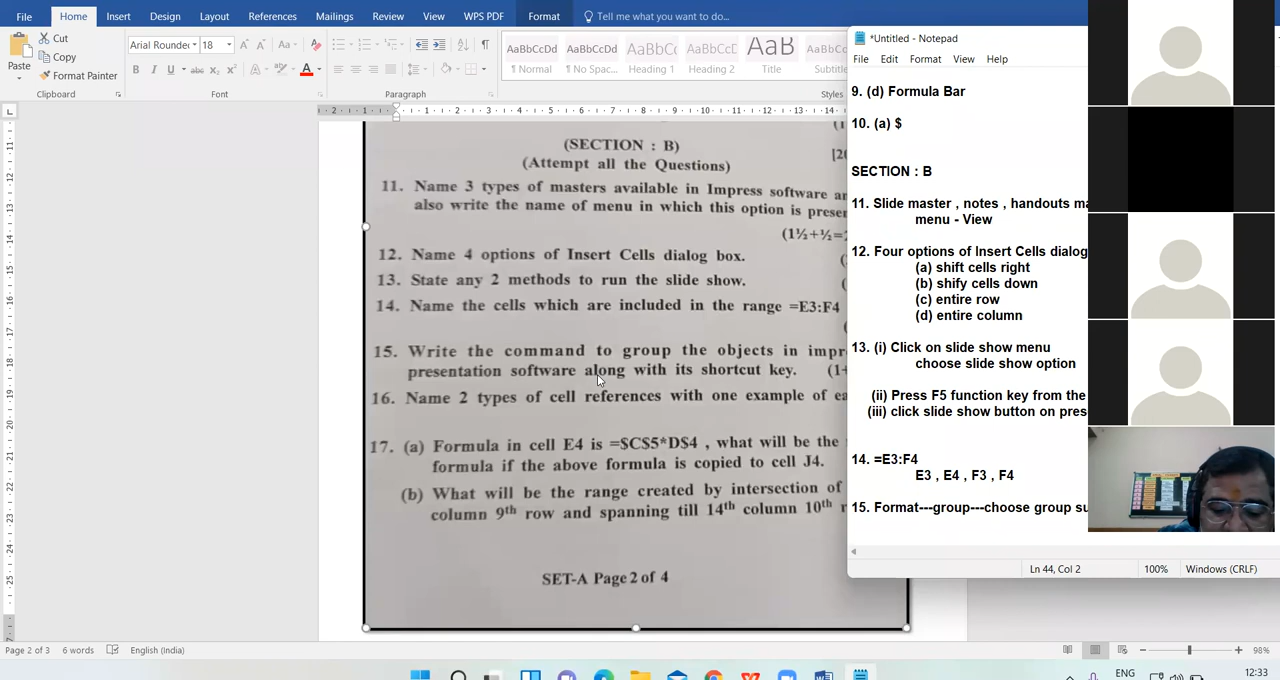 File Home Insert Design Layout References Mailings Review View WPS PDF Format Tell me what you want to do...
Cut
Copy
Format Painter
Paste
Arial Rounde 18
AaBbCcDd AaBbCcDd AaBbC AaBbCcD AaB
¶ Normal ¶ No Spac... Heading 1 Heading 2 Title Subtitle
Clipboard Font Paragraph Styles
(SECTION : B)
(Attempt all the Questions)
11. Name 3 types of masters available in Impress software
also write the name of menu in which this option is
(1½+½=
12. Name 4 options of Insert Cells dialog box.
13. State any 2 methods to run the slide show.
14. Name the cells which are included in the range =E3:F4
15. Write the command to group the objects in
presentation software along with its shortcut key. (1+
16. Name 2 types of cell references with one example of
17. (a) Formula in cell E4 is =$C$5*D$4 , what will be the
formula if the above formula is copied to cell J4.
(b) What will be the range created by intersection of
column 9th row and spanning till 14th column 10th
SET-A Page 2 of 4
*Untitled - Notepad
File Edit Format View Help
9. (d) Formula Bar
10. (a) $
SECTION : B
11. Slide master , notes , handouts
menu - View
12. Four options of Insert Cells dialog
(a) shift cells right
(b) shify cells down
(c) entire row
(d) entire column
13. (i) Click on slide show menu
choose slide show option
(ii) Press F5 function key from the
(iii) click slide show button on
14. =E3:F4
E3 , E4 , F3 , F4
15. Format---group---choose group
Ln 44, Col 2 100% Windows (CRLF)
Page 2 of 3 6 words English (India) 98%
ENG 12:33